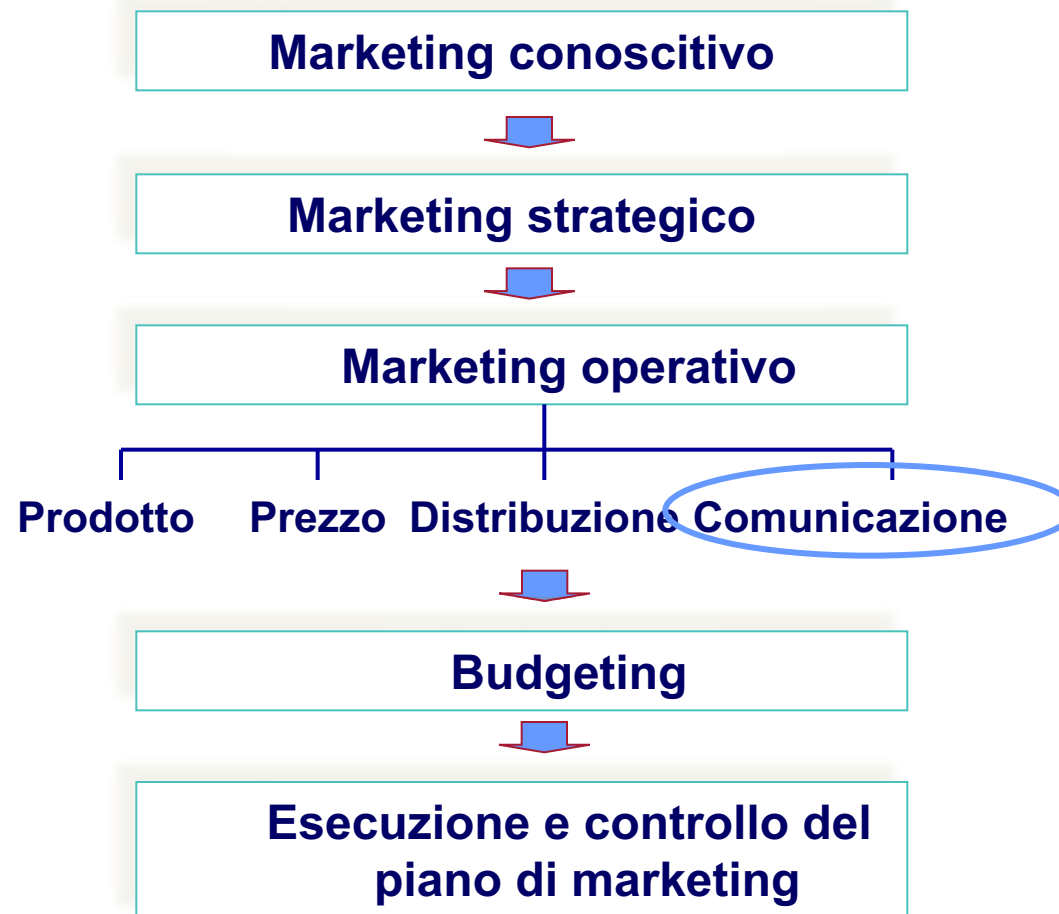 Marketing conoscitivo
Marketing strategico
Marketing operativo
Prodotto Prezzo Distribuzione Comunicazione
Budgeting
Esecuzione e controllo del
piano di marketing